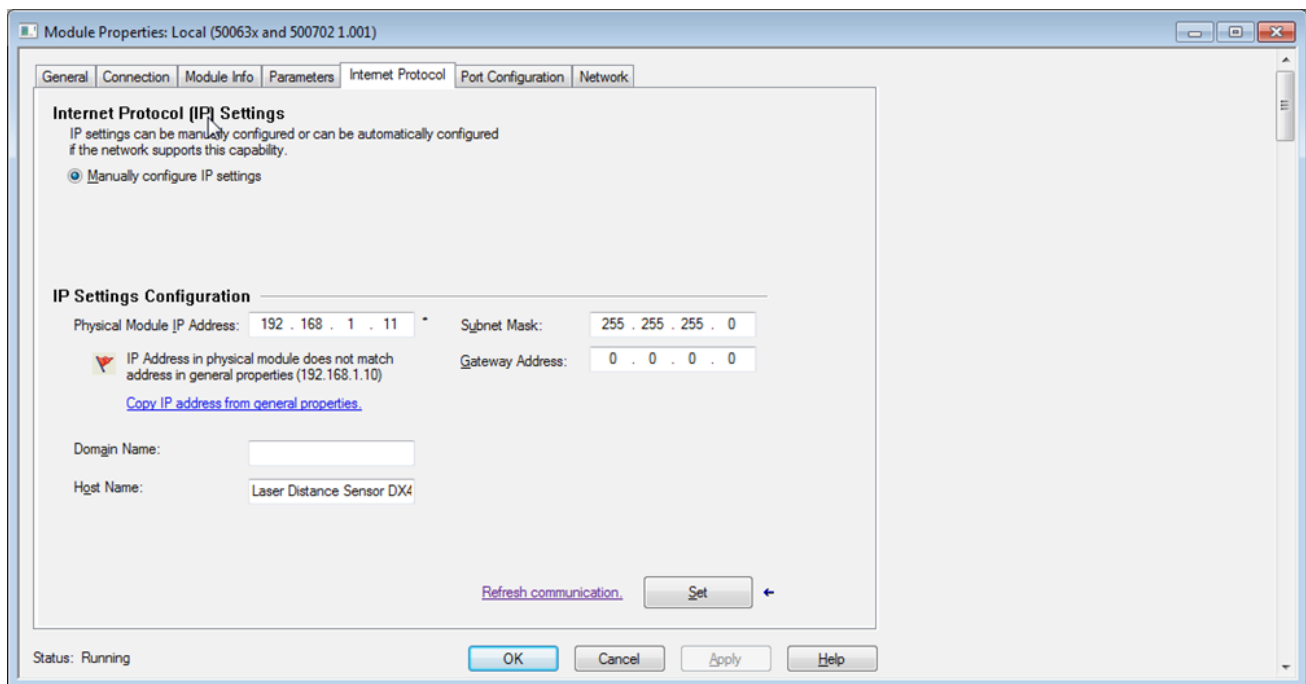 Module Properties: Local (50063x and 500702 1.001)
General Connection Module Info Parameters Internet Protocol Port Configuration Network
Internet Protocol (IP) Settings
IP settings can be manually configured or can be automatically configured
if the network supports this capability.
Manually configure IP settings
IP Settings Configuration
Physical Module IP Address: 192 . 168 . 1 . 11 * Subnet Mask: 255 . 255 . 255 . 0
IP Address in physical module does not match
address in general properties (192.168.1.10)
Gateway Address: 0 . 0 . 0 . 0
Copy IP address from general properties.
Domain Name:
Host Name: Laser Distance Sensor DX4
Refresh communication. Set
Status: Running OK Cancel Apply Help